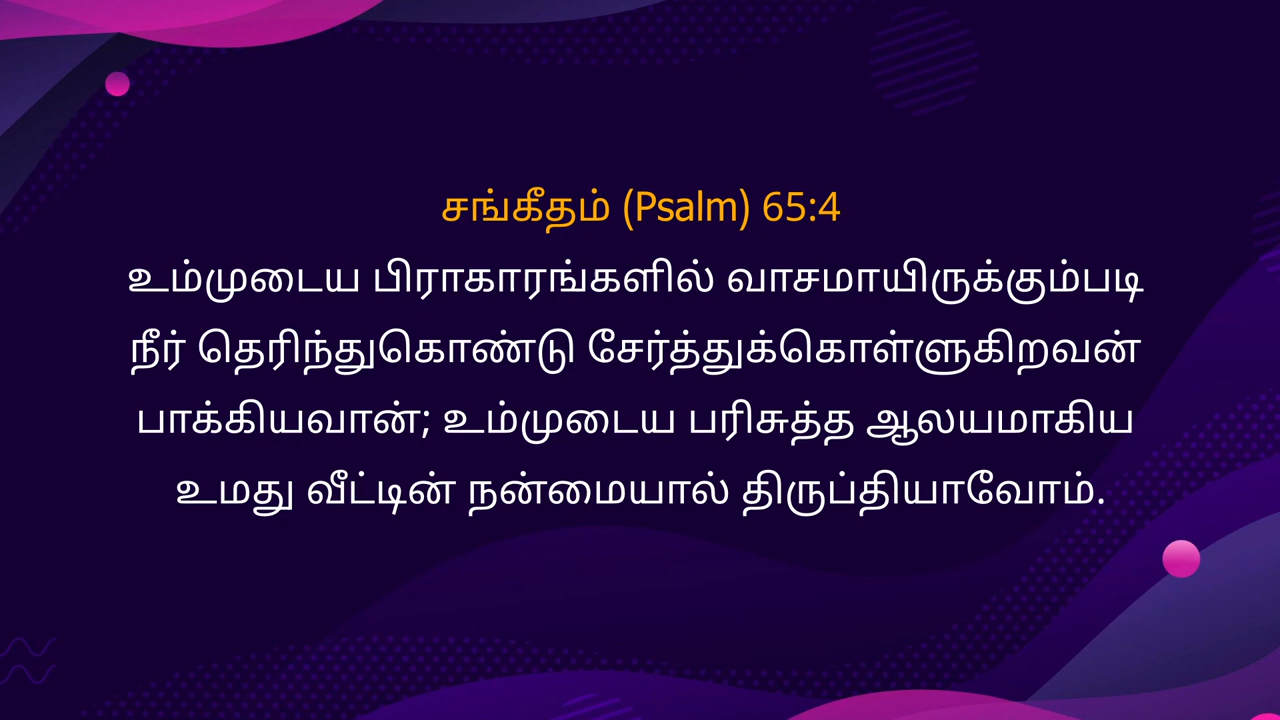 சங்கீதம் (Psalm) 65:4
உம்முடைய பிராகாரங்களில் வாசமாயிருக்கும்படி
நீர் தெரிந்துகொண்டு சேர்த்துக்கொள்ளுகிறவன்
பாக்கியவான்; உம்முடைய பரிசுத்த ஆலயமாகிய
உமது வீட்டின் நன்மையால் திருப்தியாவோம்.